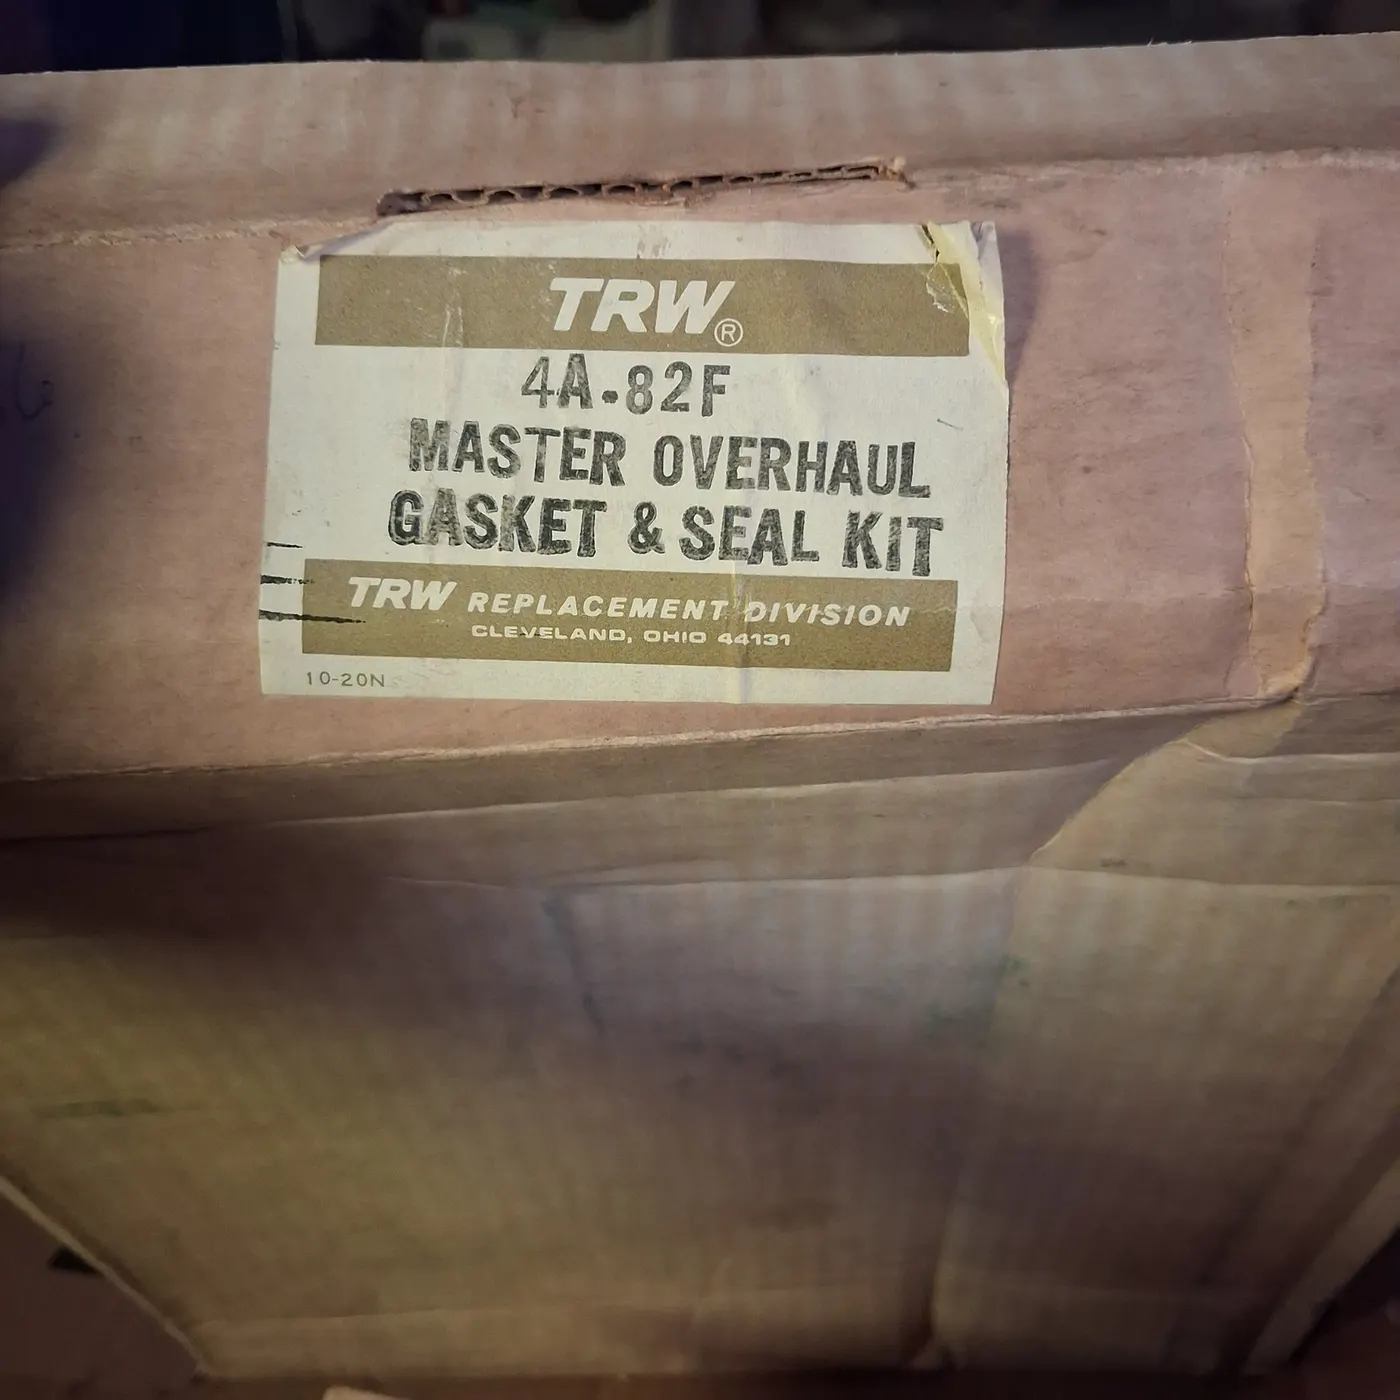 TRW®
4A-82F
MASTER OVERHAUL
GASKET & SEAL KIT
TRW REPLACEMENT DIVISION
CLEVELAND, OHIO 44131
10-20N